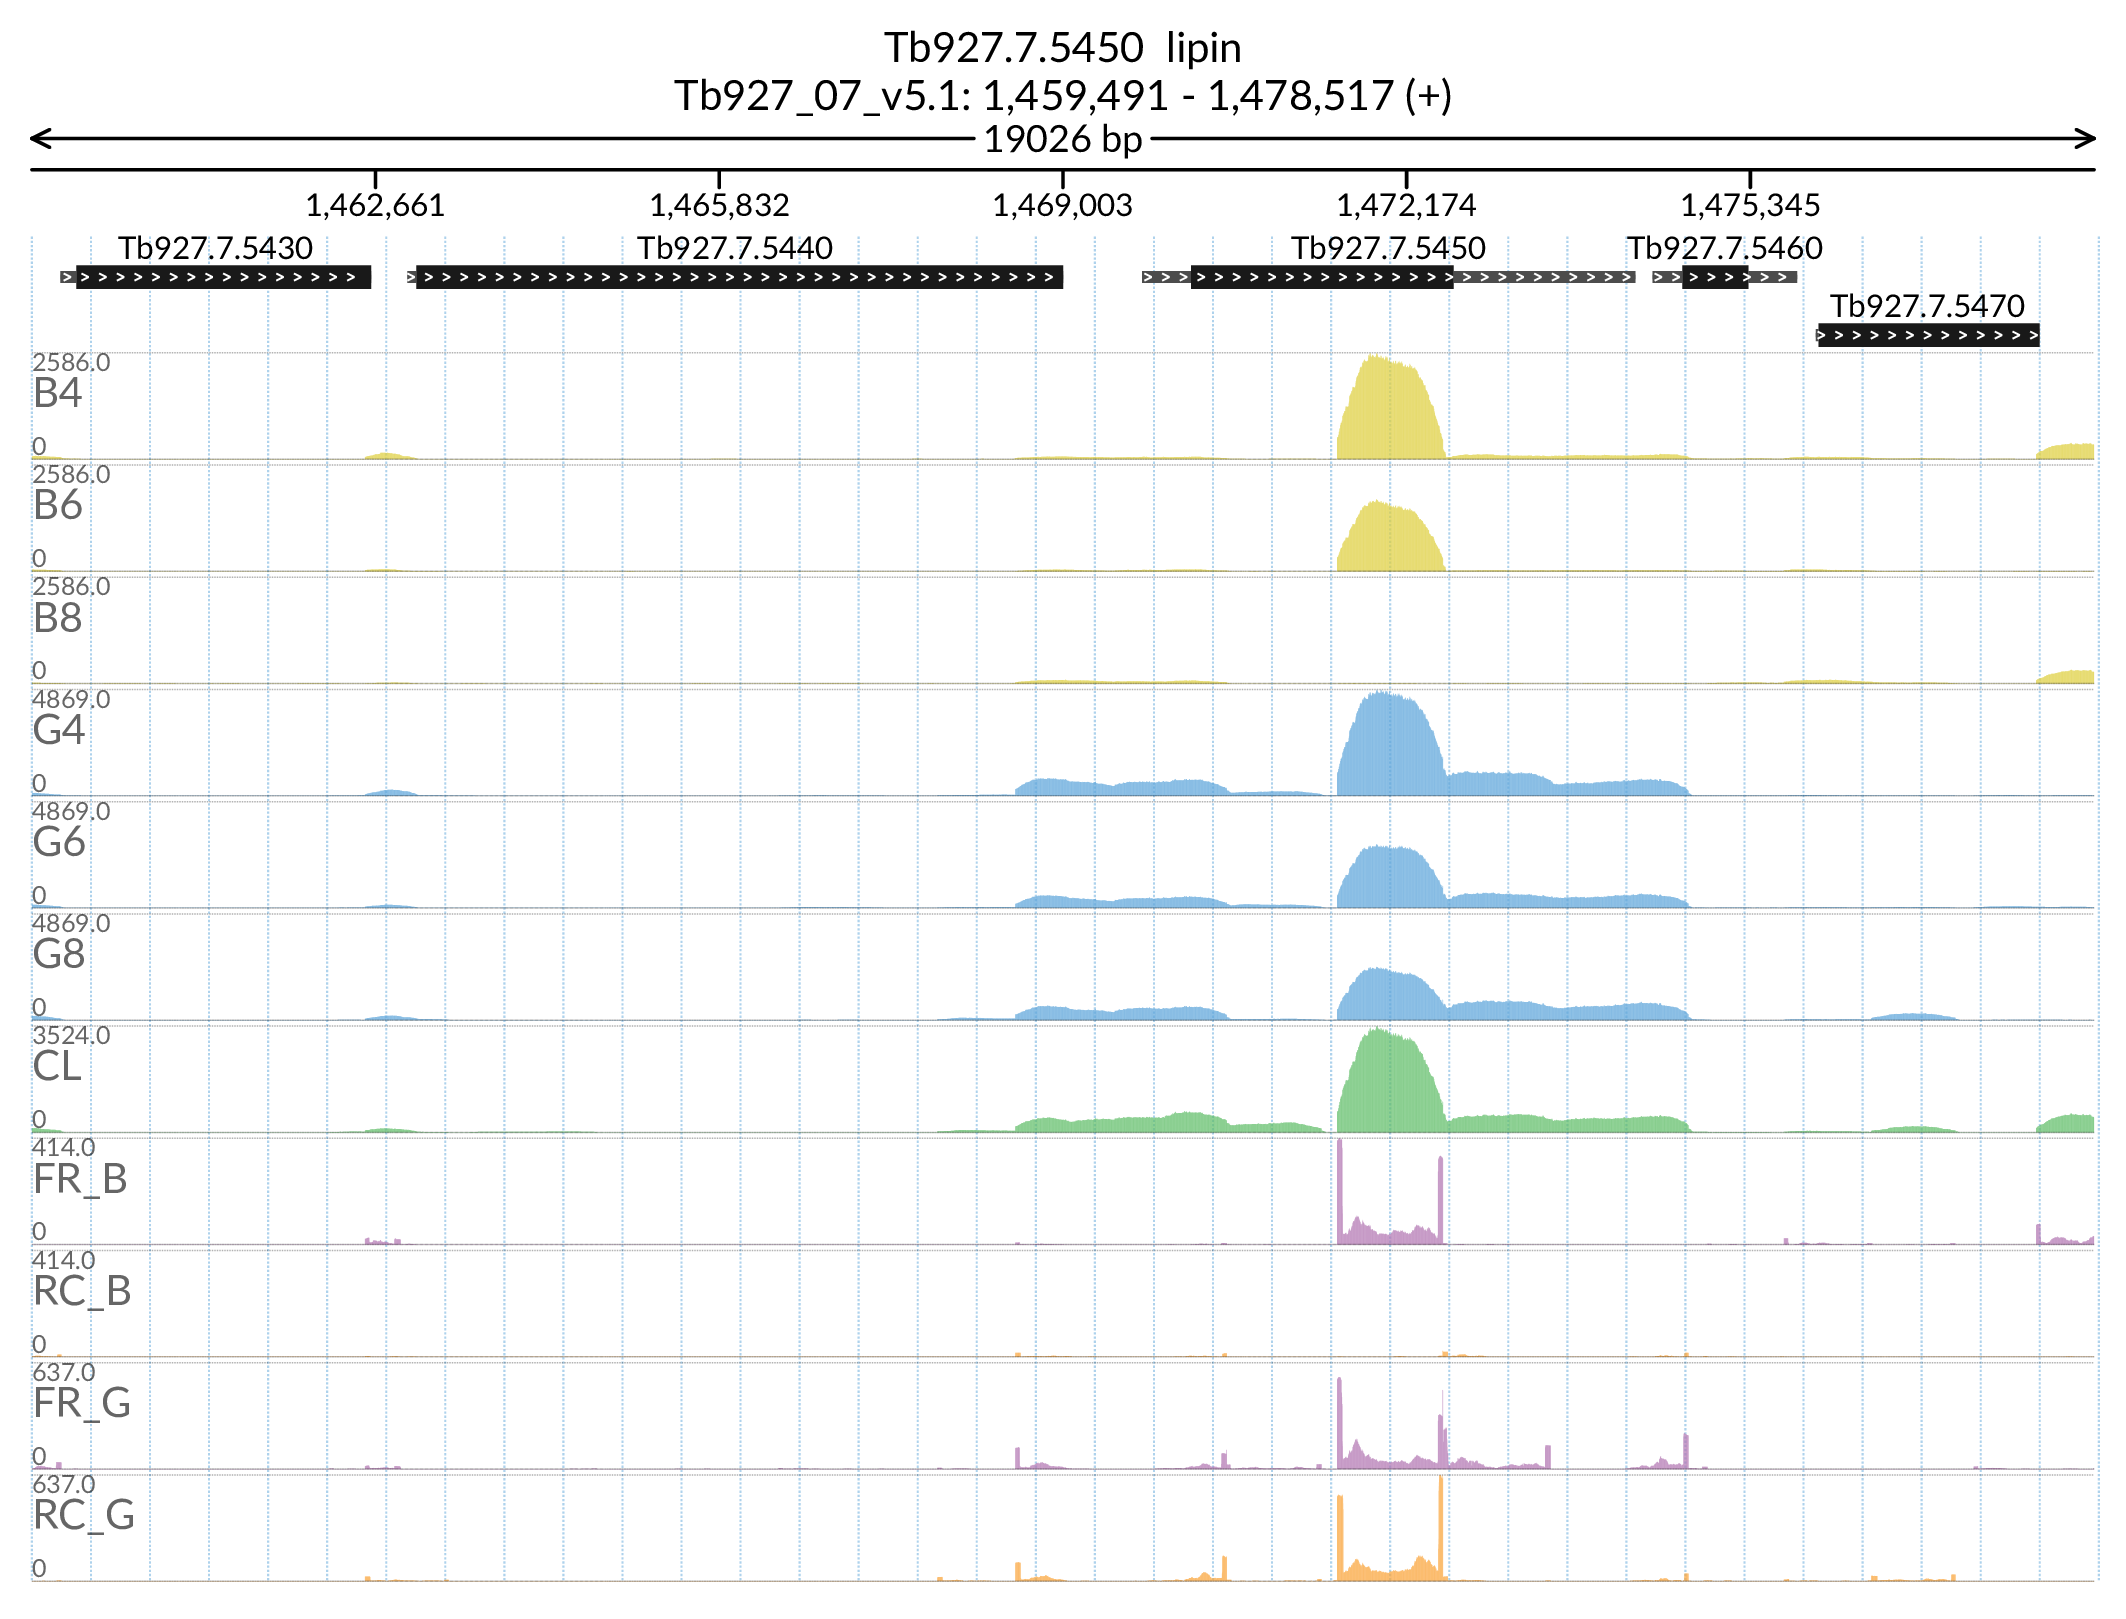 Tb927.7.5450 lipin
Tb927_07_v5.1: 1,459,491 - 1,478,517 (+)
19026 bp
1,462,661 1,465,832 1,469,003 1,472,174 1,475,345
Tb927.7.5430 Tb927.7.5440 Tb927.7.5450 Tb927.7.5460
Tb927.7.5470
2586.0
B4
0
2586.0
B6
0
2586.0
B8
0
4869.0
G4
0
4869.0
G6
0
4869.0
G8
0
3524.0
CL
0
414.0
FR_B
0
414.0
RC_B
0
637.0
FR_G
0
637.0
RC_G
0